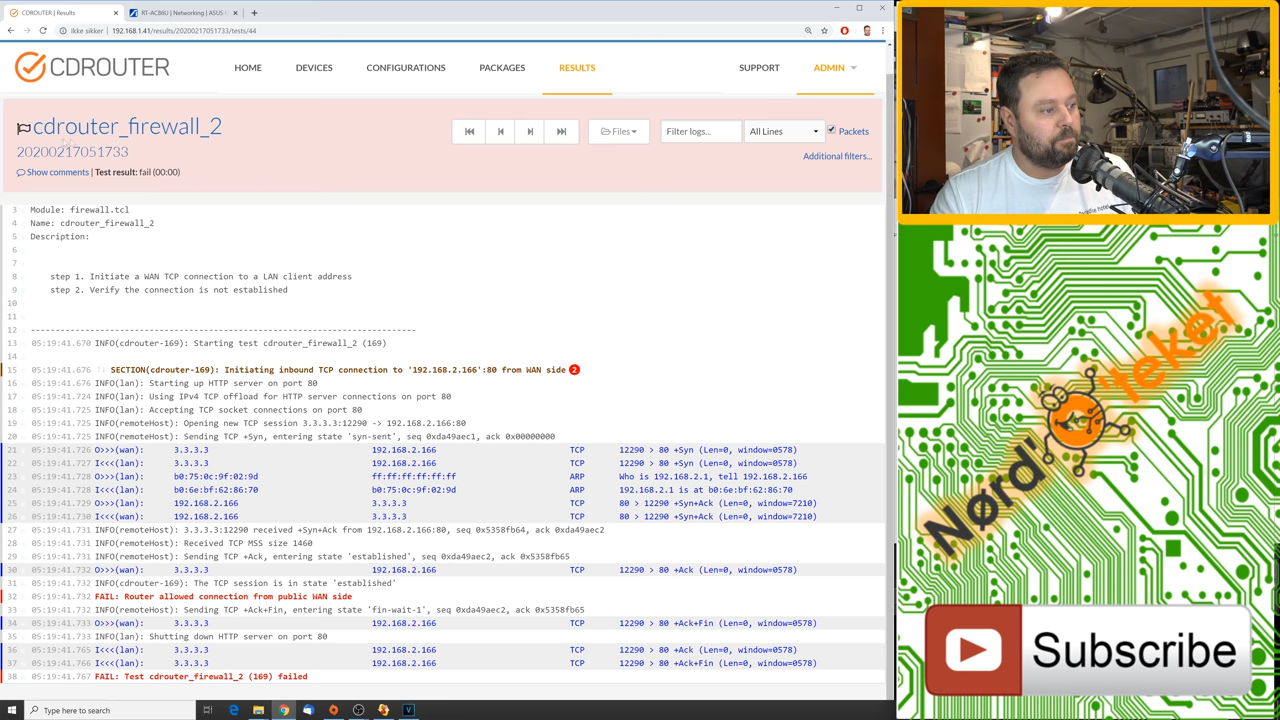 CDROUTER | Results
RT-AC86U | Networking | ASUS
Ikke sikker | 192.168.1.41/results/20200217051733/tests/44
CDROUTER
HOME DEVICES CONFIGURATIONS PACKAGES RESULTS SUPPORT ADMIN
cdrouter_firewall_2
20200217051733
Show comments | Test result: fail (00:00)
Files
Filter logs...
All Lines
Packets
Additional filters...
3 Module: firewall.tcl
4 Name: cdrouter_firewall_2
5 Description:
6
7
8 step 1. Initiate a WAN TCP connection to a LAN client address
9 step 2. Verify the connection is not established
10
11
12 ------------------------------------------------------------------------------
13 05:19:41.670 INFO(cdrouter-169): Starting test cdrouter_firewall_2 (169)
14
15 05:19:41.676 SECTION(cdrouter-169): Initiating inbound TCP connection to '192.168.2.166':80 from WAN side 2
16 05:19:41.676 INFO(lan): Starting up HTTP server on port 80
17 05:19:41.724 INFO(lan): Using IPv4 TCP offload for HTTP server connections on port 80
18 05:19:41.725 INFO(lan): Accepting TCP socket connections on port 80
19 05:19:41.725 INFO(remoteHost): Opening new TCP session 3.3.3.3:12290 -> 192.168.2.166:80
20 05:19:41.725 INFO(remoteHost): Sending TCP +Syn, entering state 'syn-sent', seq 0xda49aec1, ack 0x00000000
21 05:19:41.726 O>>>(wan): 3.3.3.3 192.168.2.166 TCP 12290 > 80 +Syn (Len=0, window=0578)
22 05:19:41.728 I<<<(lan): 3.3.3.3 192.168.2.166 TCP 12290 > 80 +Syn (Len=0, window=0578)
23 05:19:41.728 O>>>(lan): b0:75:0c:9f:02:9d ff:ff:ff:ff:ff:ff ARP Who is 192.168.2.1, tell 192.168.2.166
24 05:19:41.728 I<<<(lan): b0:6e:bf:62:86:70 b0:75:0c:9f:02:9d ARP 192.168.2.1 is at b0:6e:bf:62:86:70
25 05:19:41.729 O>>>(lan): 192.168.2.166 3.3.3.3 TCP 80 > 12290 +Syn+Ack (Len=0, window=7210)
26 05:19:41.730 I<<<(wan): 192.168.2.166 3.3.3.3 TCP 80 > 12290 +Syn+Ack (Len=0, window=7210)
27 05:19:41.731 INFO(remoteHost): 3.3.3.3:12290 received +Syn+Ack from 192.168.2.166:80, seq 0x5358fb64, ack 0xda49aec2
28 05:19:41.731 INFO(remoteHost): Received TCP MSS size 1460
29 05:19:41.731 INFO(remoteHost): Sending TCP +Ack, entering state 'established', seq 0xda49aec2, ack 0x5358fb65
30 05:19:41.732 O>>>(wan): 3.3.3.3 192.168.2.166 TCP 12290 > 80 +Ack (Len=0, window=0578)
31 05:19:41.732 INFO(cdrouter-169): The TCP session is in state 'established'
32 05:19:41.732 FAIL: Router allowed connection from public WAN side
33 05:19:41.732 INFO(remoteHost): Sending TCP +Ack+Fin, entering state 'fin-wait-1', seq 0xda49aec2, ack 0x5358fb65
34 05:19:41.733 O>>>(wan): 3.3.3.3 192.168.2.166 TCP 12290 > 80 +Ack+Fin (Len=0, window=0578)
35 05:19:41.733 INFO(lan): Shutting down HTTP server on port 80
36 05:19:41.765 I<<<(lan): 3.3.3.3 192.168.2.166 TCP 12290 > 80 +Ack (Len=0, window=0578)
37 05:19:41.765 I<<<(lan): 3.3.3.3 192.168.2.166 TCP 12290 > 80 +Ack+Fin (Len=0, window=0578)
38 05:19:41.767 FAIL: Test cdrouter_firewall_2 (169) failed
Type here to search
Nørd'teket
Subscribe